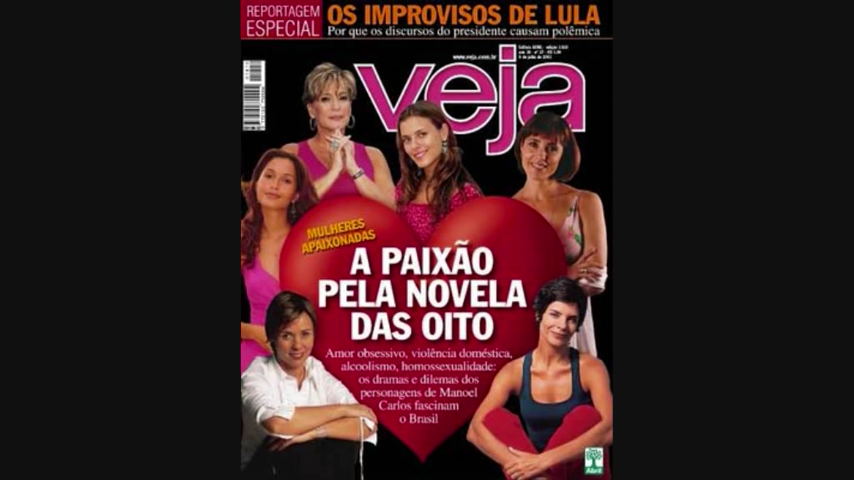 REPORTAGEM
ESPECIAL
OS IMPROVISOS DE LULA
Por que os discursos do presidente causam polêmica
www.veja.com.br
veja
MULHERES
APAIXONADAS
A PAIXÃO
PELA NOVELA
DAS OITO
Amor obsessivo, violência doméstica,
alcoolismo, homossexualidade:
os dramas e dilemas dos
personagens de Manoel
Carlos fascinam
o Brasil
Abril